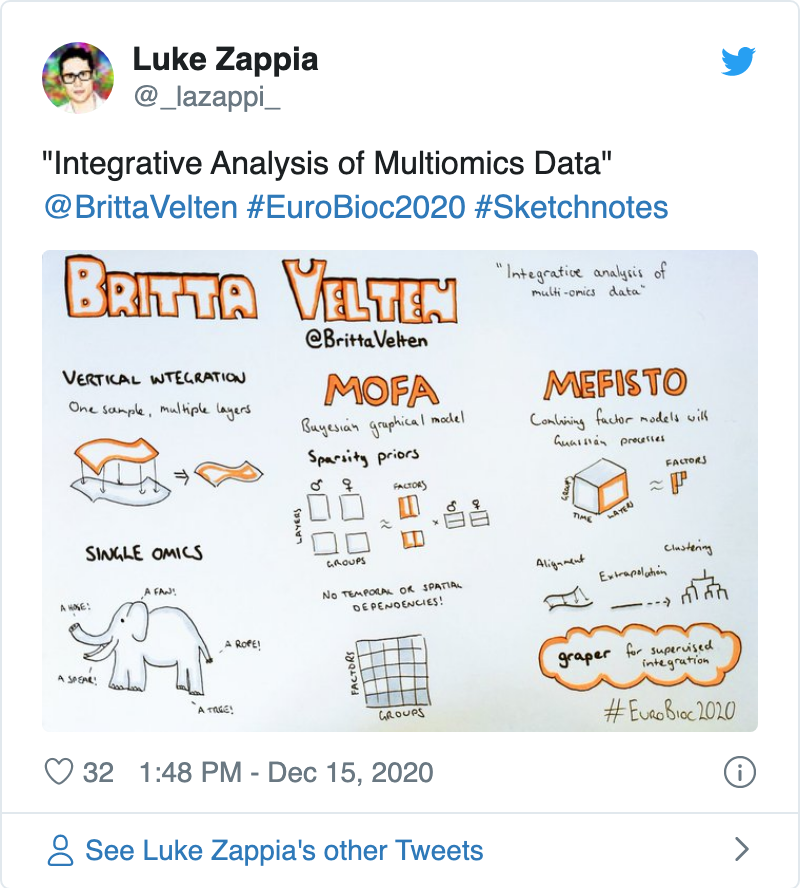 Luke Zappia
@_lazappi_
"Integrative Analysis of Multiomics Data"
@BrittaVelten #EuroBioc2020 #Sketchnotes
BRITTA VELTEN
@BrittaVelten
"Integrative analysis of
multi-omics data"
VERTICAL INTEGRATION
One sample, multiple layers
SINGLE OMICS
A FAN!
A HOSE!
A ROPE!
A SPEAR!
A TREE!
MOFA
Bayesian graphical model
Sparsity priors
♂ ♀
LAYERS
GROUPS
≈
FACTORS
×
♂ ♀
NO TEMPORAL OR SPATIAL
DEPENDENCIES!
FACTORS
GROUPS
MEFISTO
Combining factor models with
Gaussian processes
GROUP
TIME
LAYERS
≈
FACTORS
Alignment
Extrapolation
Clustering
graper for supervised
integration
#EuroBioc2020
32 1:48 PM - Dec 15, 2020
See Luke Zappia's other Tweets